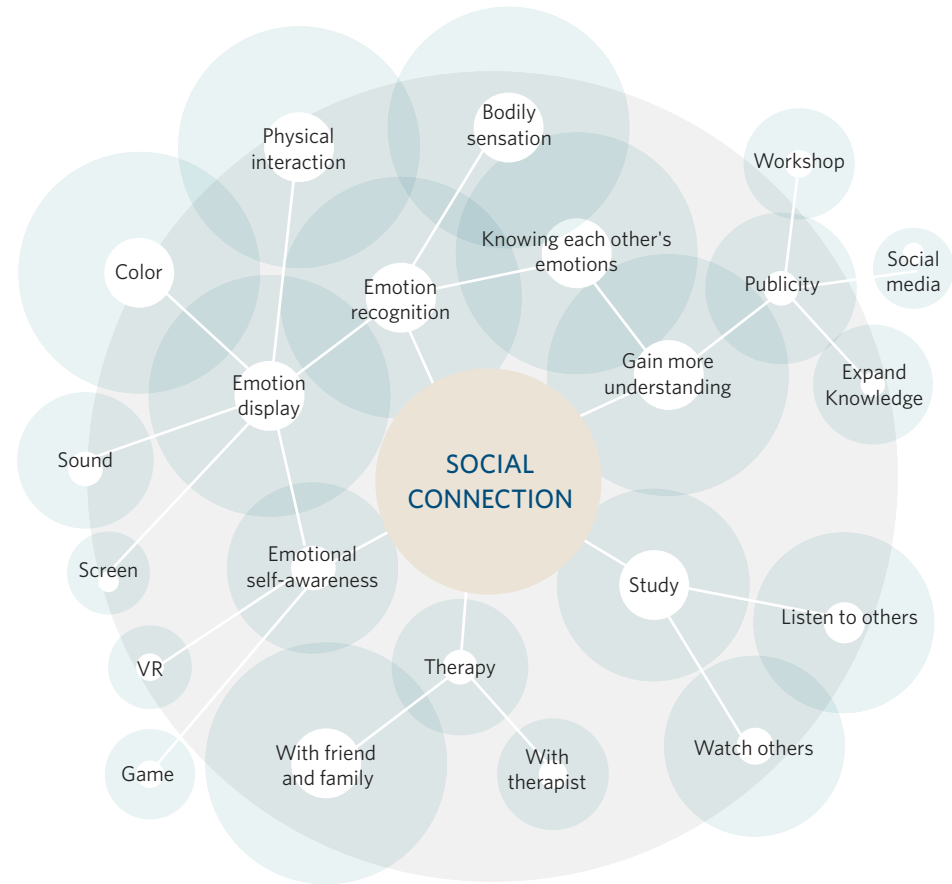 Bodily
sensation
Physical
interaction
Workshop
Knowing each other's
emotions
Social
media
Color
Publicity
Emotion
recognition
Gain more
understanding
Expand
Knowledge
Emotion
display
Sound
SOCIAL
CONNECTION
Emotional
self-awareness
Screen
Study
Listen to others
VR
Therapy
With friend
and family
With
therapist
Watch others
Game